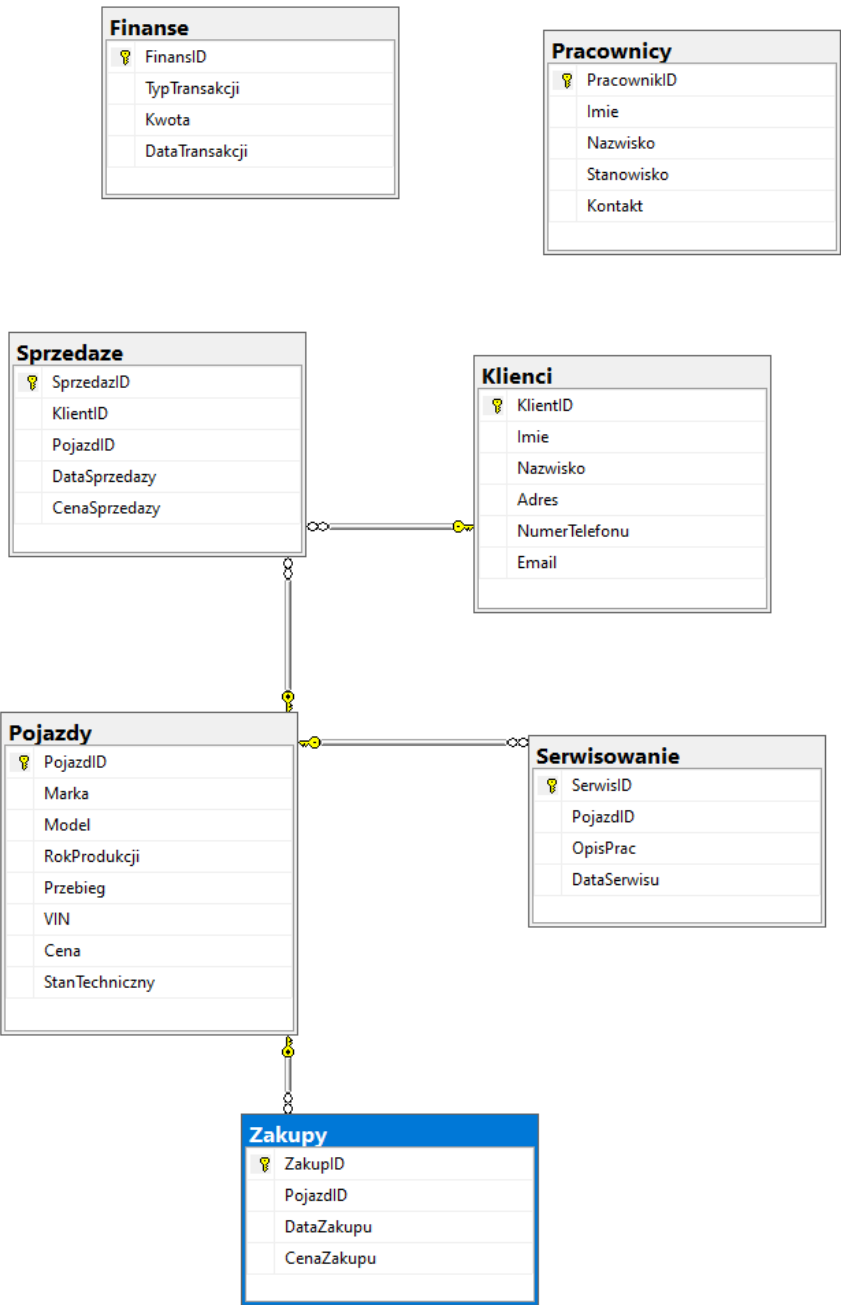 Finanse
FinansID
TypTransakcji
Kwota
DataTransakcji
Pracownicy
PracownikID
Imie
Nazwisko
Stanowisko
Kontakt
Sprzedaze
SprzedazID
KlientID
PojazdID
DataSprzedazy
CenaSprzedazy
Klienci
KlientID
Imie
Nazwisko
Adres
NumerTelefonu
Email
Pojazdy
PojazdID
Marka
Model
RokProdukcji
Przebieg
VIN
Cena
StanTechniczny
Serwisowanie
SerwisID
PojazdID
OpisPrac
DataSerwisu
Zakupy
ZakupID
PojazdID
DataZakupu
CenaZakupu